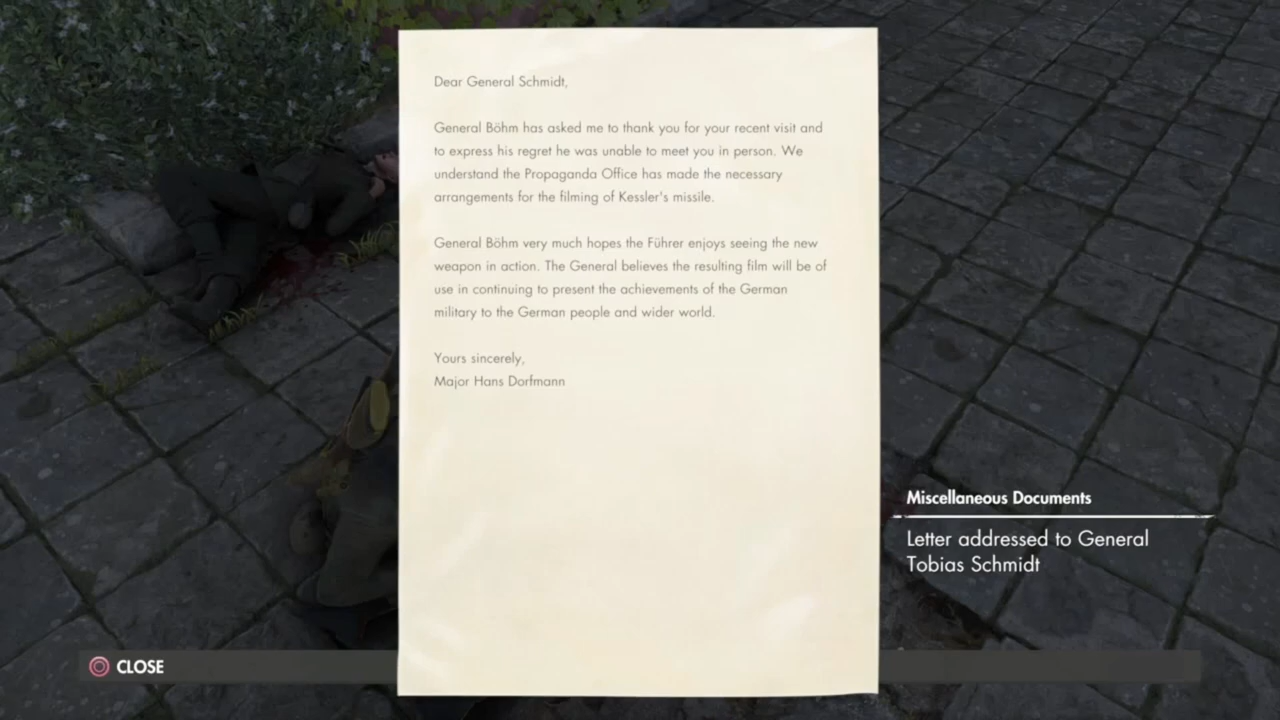 Dear General Schmidt,
General Böhm has asked me to thank you for your recent visit and
to express his regret he was unable to meet you in person. We
understand the Propaganda Office has made the necessary
arrangements for the filming of Kessler's missile.
General Böhm very much hopes the Führer enjoys seeing the new
weapon in action. The General believes the resulting film will be of
use in continuing to present the achievements of the German
military to the German people and wider world.
Yours sincerely,
Major Hans Dorfmann
Miscellaneous Documents
Letter addressed to General
Tobias Schmidt
CLOSE